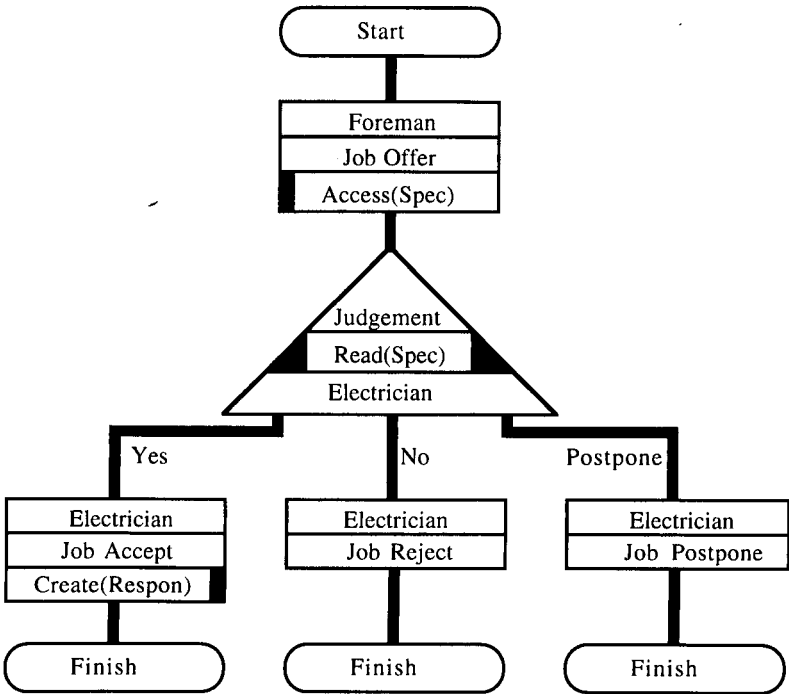 Start
Foreman
Job Offer
Access(Spec)
Judgement
Read(Spec)
Electrician
Yes
No
Postpone
Electrician
Job Accept
Create(Respon)
Electrician
Job Reject
Electrician
Job Postpone
Finish
Finish
Finish